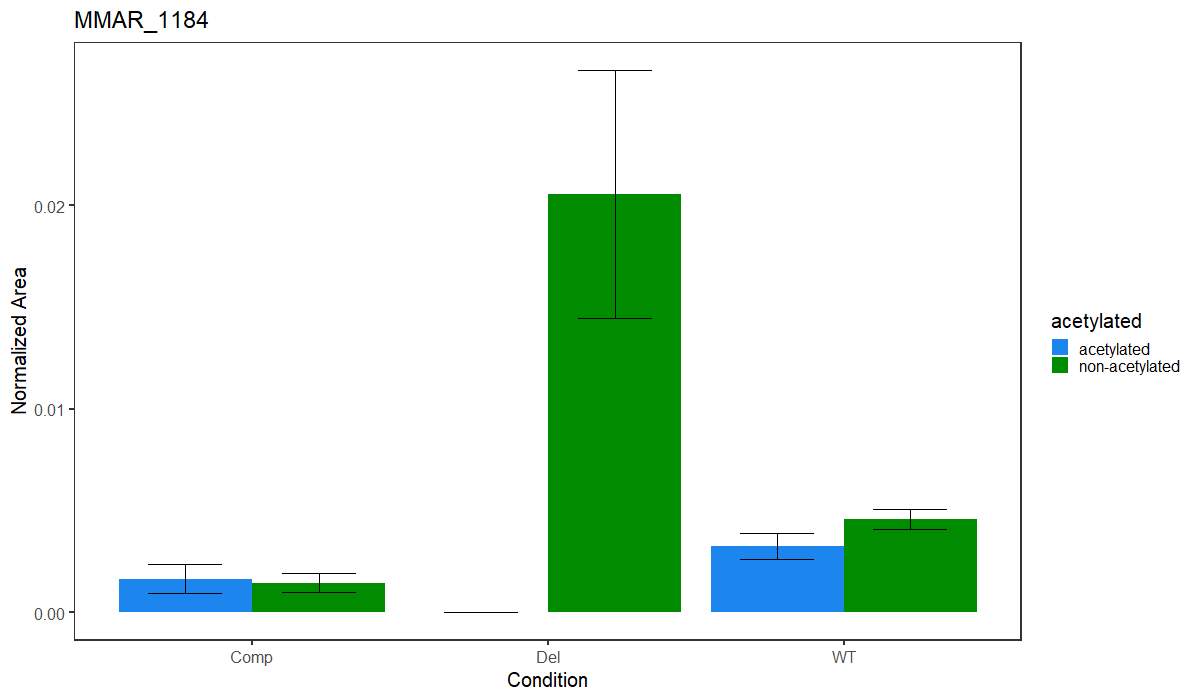 MMAR_1184
Normalized Area
0.02
0.01
0.00
Comp
Del
WT
Condition
acetylated
acetylated
non-acetylated